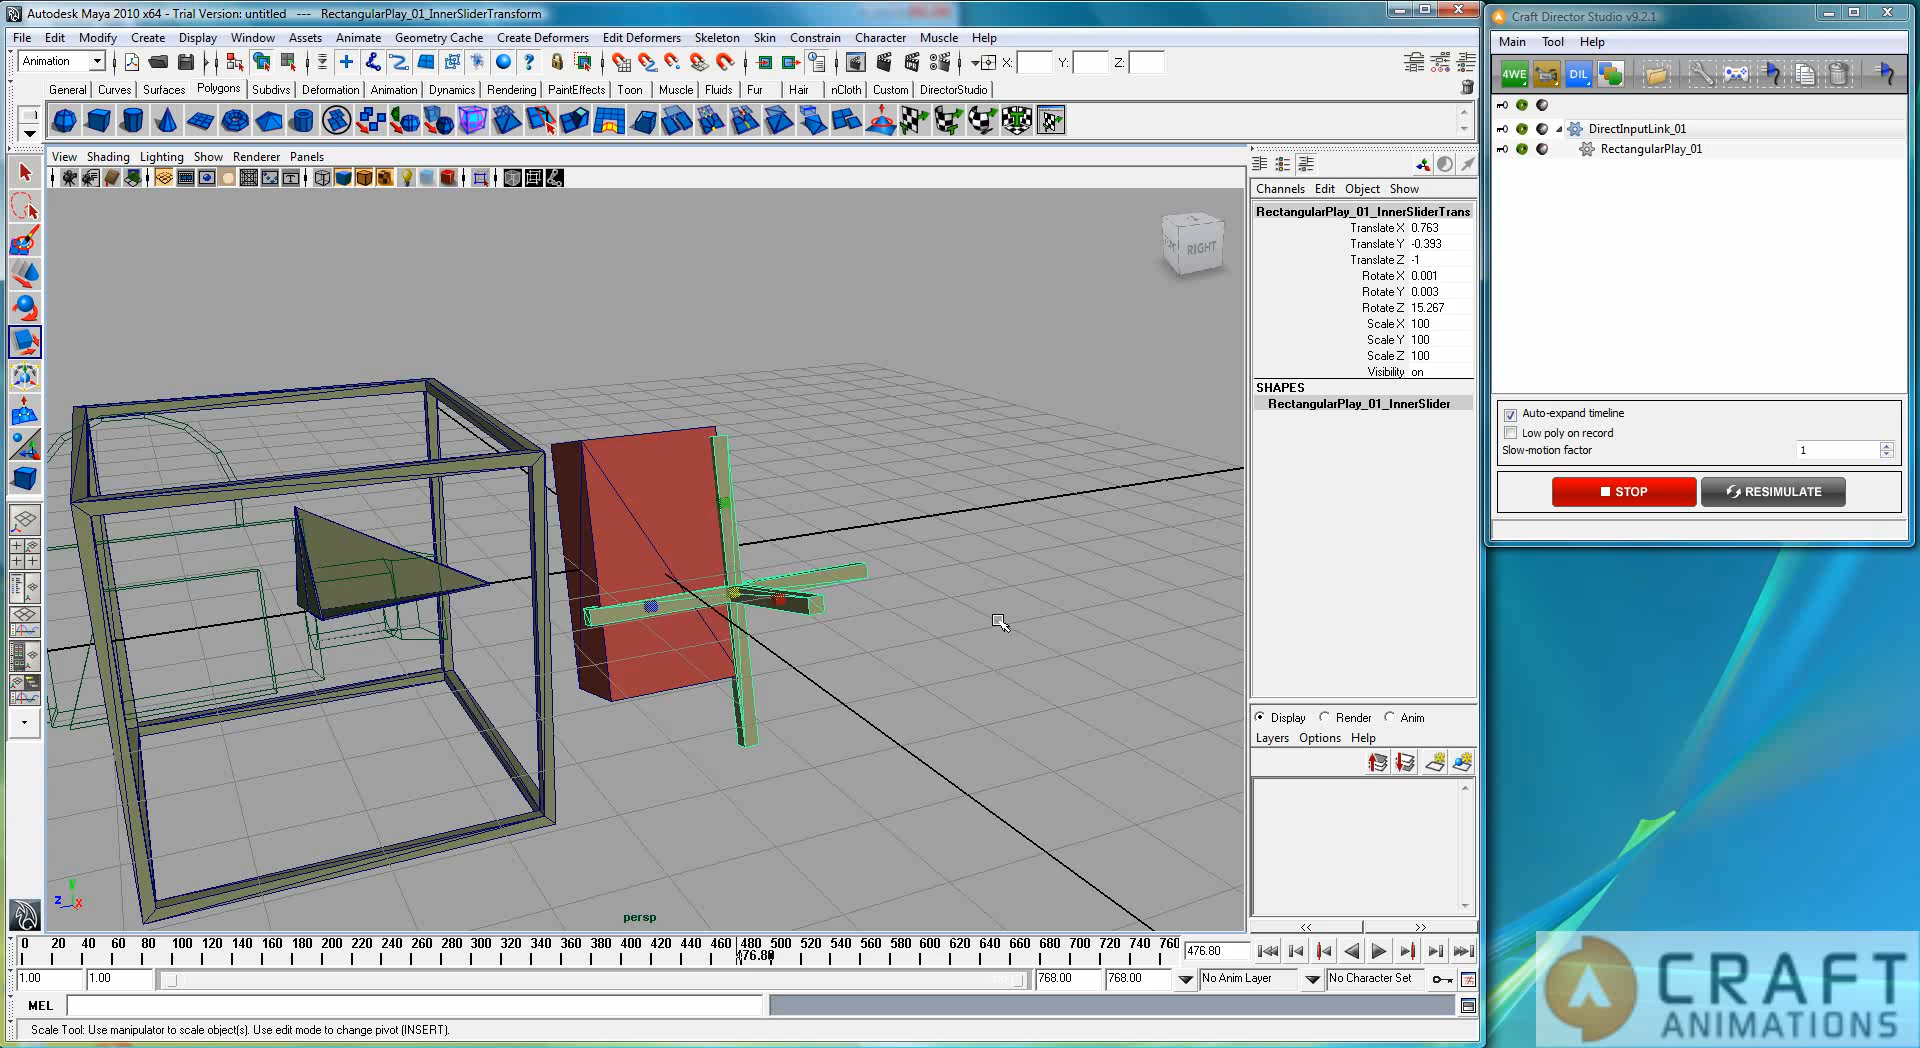 Autodesk Maya 2010 x64 - Trial Version: untitled --- RectangularPlay_01_InnerSliderTransform
File Edit Modify Create Display Window Assets Animate Geometry Cache Create Deformers Edit Deformers Skeleton Skin Constrain Character Muscle Help
Animation
X: Y: Z:
General Curves Surfaces Polygons Subdivs Deformation Animation Dynamics Rendering PaintEffects Toon Muscle Fluids Fur Hair nCloth Custom DirectorStudio
View Shading Lighting Show Renderer Panels
RIGHT
persp
Y
Z
X
Channels Edit Object Show
RectangularPlay_01_InnerSliderTrans
Translate X 0.763
Translate Y -0.393
Translate Z -1
Rotate X 0.001
Rotate Y 0.003
Rotate Z 15.267
Scale X 100
Scale Y 100
Scale Z 100
Visibility on
SHAPES
RectangularPlay_01_InnerSlider
Display Render Anim
Layers Options Help
<< >>
0 20 40 60 80 100 120 140 160 180 200 220 240 260 280 300 320 340 360 380 400 420 440 460 480 500 520 540 560 580 600 620 640 660 680 700 720 740 760
476.80
476.80
1.00 1.00 768.00 768.00 No Anim Layer No Character Set
MEL
Scale Tool: Use manipulator to scale object(s). Use edit mode to change pivot (INSERT).
Craft Director Studio v9.2.1
Main Tool Help
4WE DIL
DirectInputLink_01
RectangularPlay_01
Auto-expand timeline
Low poly on record
Slow-motion factor 1
STOP RESIMULATE
CRAFT
ANIMATIONS